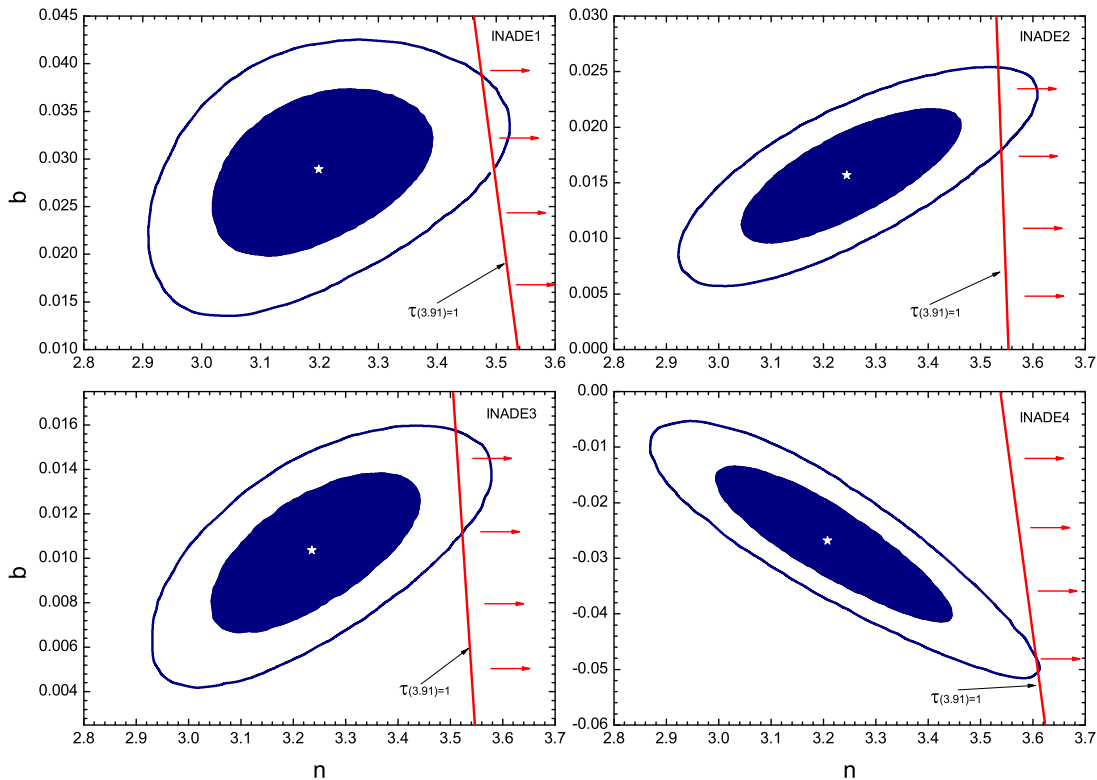 INADE1
0.045
0.040
0.035
0.030
0.025
0.020
0.015
0.010
b
τ(3.91)=1
2.8 2.9 3.0 3.1 3.2 3.3 3.4 3.5 3.6
INADE2
0.030
0.025
0.020
0.015
0.010
0.005
0.000
τ(3.91)=1
2.8 2.9 3.0 3.1 3.2 3.3 3.4 3.5 3.6 3.7
INADE3
0.016
0.014
0.012
0.010
0.008
0.006
0.004
b
τ(3.91)=1
2.8 2.9 3.0 3.1 3.2 3.3 3.4 3.5 3.6 3.7
n
INADE4
0.00
-0.01
-0.02
-0.03
-0.04
-0.05
-0.06
τ(3.91)=1
2.8 2.9 3.0 3.1 3.2 3.3 3.4 3.5 3.6 3.7
n